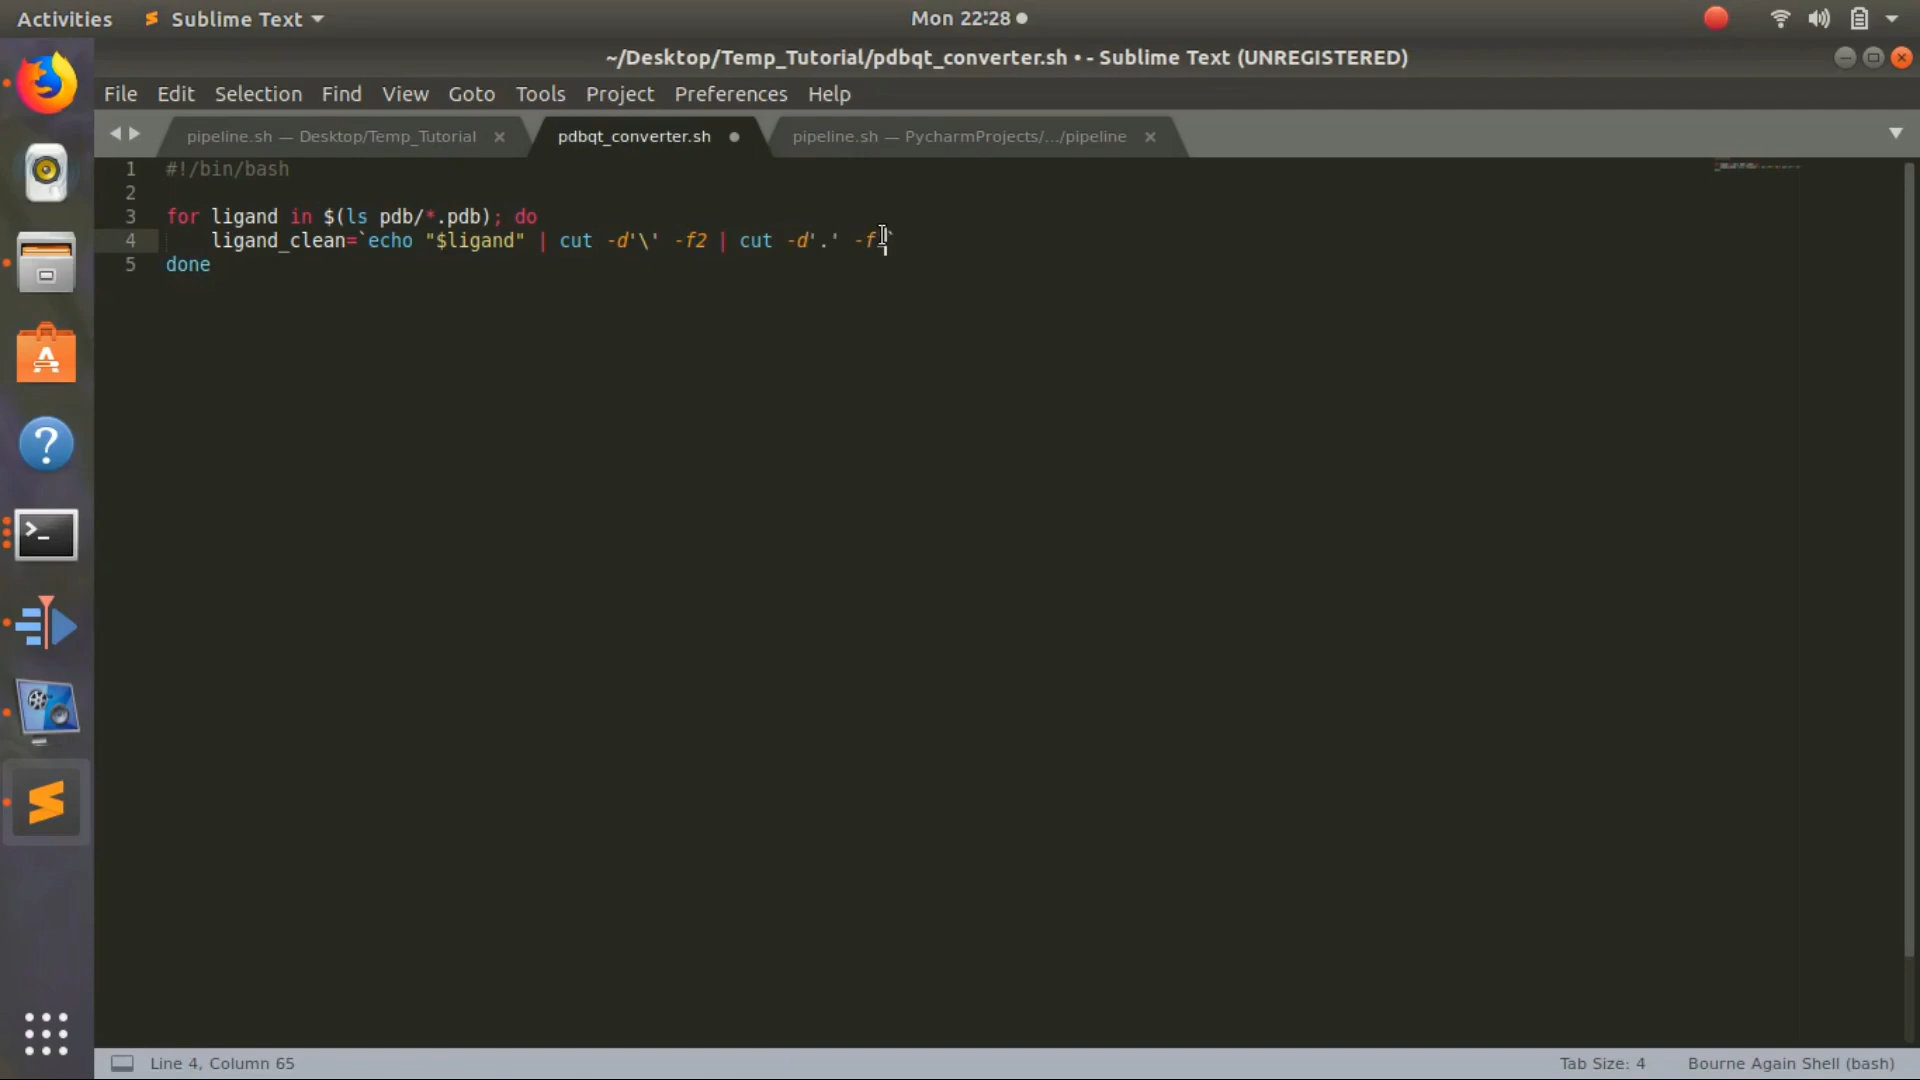 Activities Sublime Text Mon 22:28
~/Desktop/Temp_Tutorial/pdbqt_converter.sh • - Sublime Text (UNREGISTERED)
File Edit Selection Find View Goto Tools Project Preferences Help
pipeline.sh — Desktop/Temp_Tutorial × pdbqt_converter.sh pipeline.sh — PycharmProjects/.../pipeline ×
1 #!/bin/bash
2
3 for ligand in $(ls pdb/*.pdb); do
4 ligand_clean=`echo "$ligand" | cut -d'\' -f2 | cut -d'.' -f`
5 done
Line 4, Column 65 Tab Size: 4 Bourne Again Shell (bash)